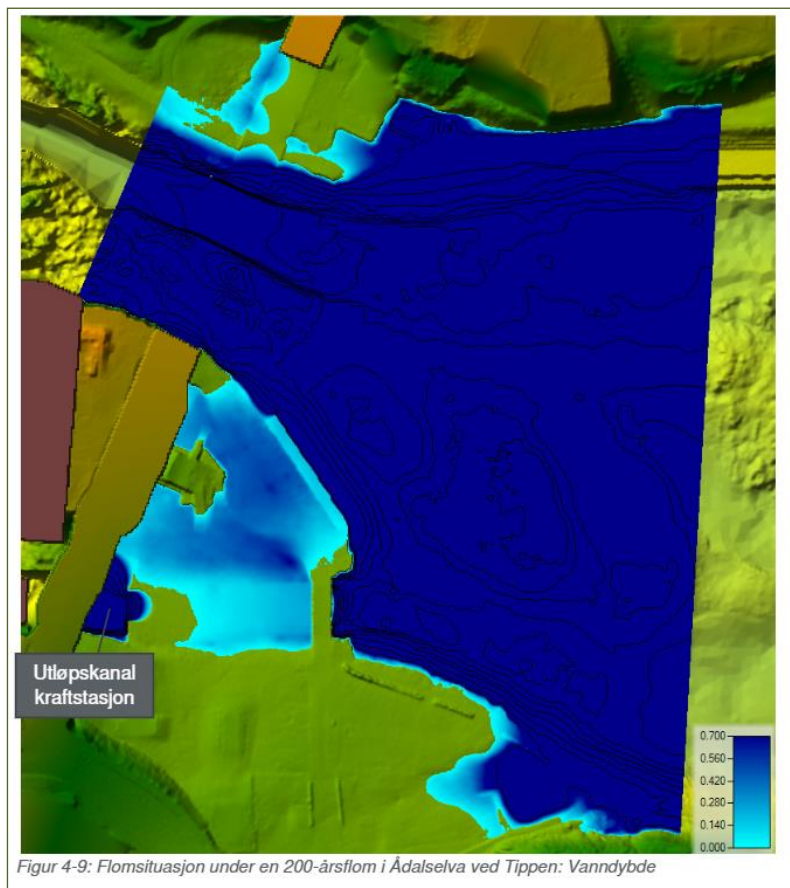 Utløpskanal
kraftstasjon
0.700
0.560
0.420
0.280
0.140
0.000
Figur 4-9: Flomsituasjon under en 200-årsflom i Ådalselva ved Tippen: Vanndybde